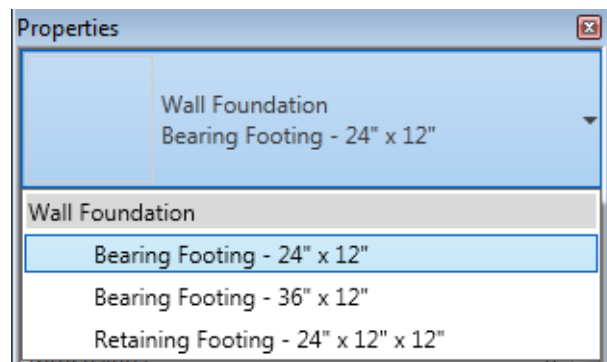 Properties
Wall Foundation
Bearing Footing - 24" x 12"
Wall Foundation
Bearing Footing - 24" x 12"
Bearing Footing - 36" x 12"
Retaining Footing - 24" x 12" x 12"